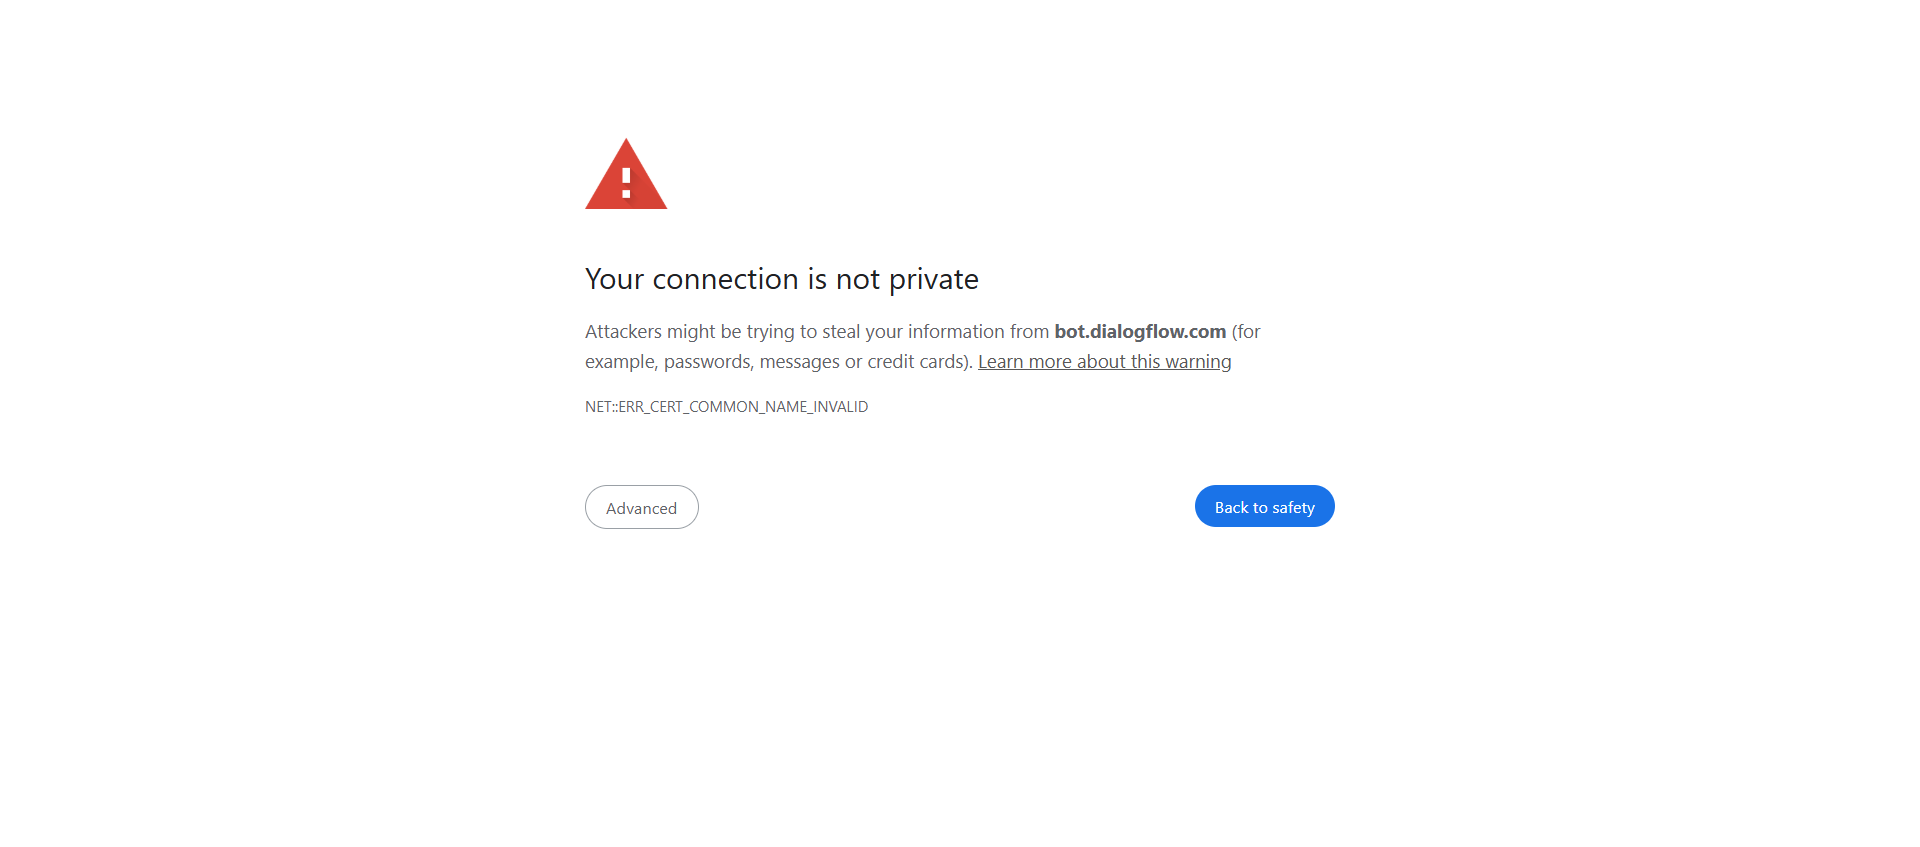 Your connection is not private
Attackers might be trying to steal your information from bot.dialogflow.com (for
example, passwords, messages or credit cards). Learn more about this warning
NET::ERR_CERT_COMMON_NAME_INVALID
Advanced
Back to safety